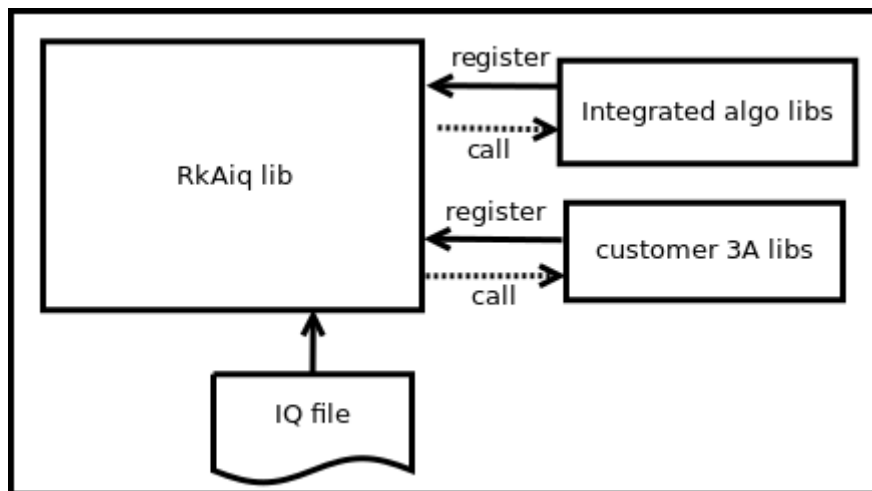 register
Integrated algo libs
call
RkAiq lib
register
customer 3A libs
call
IQ file